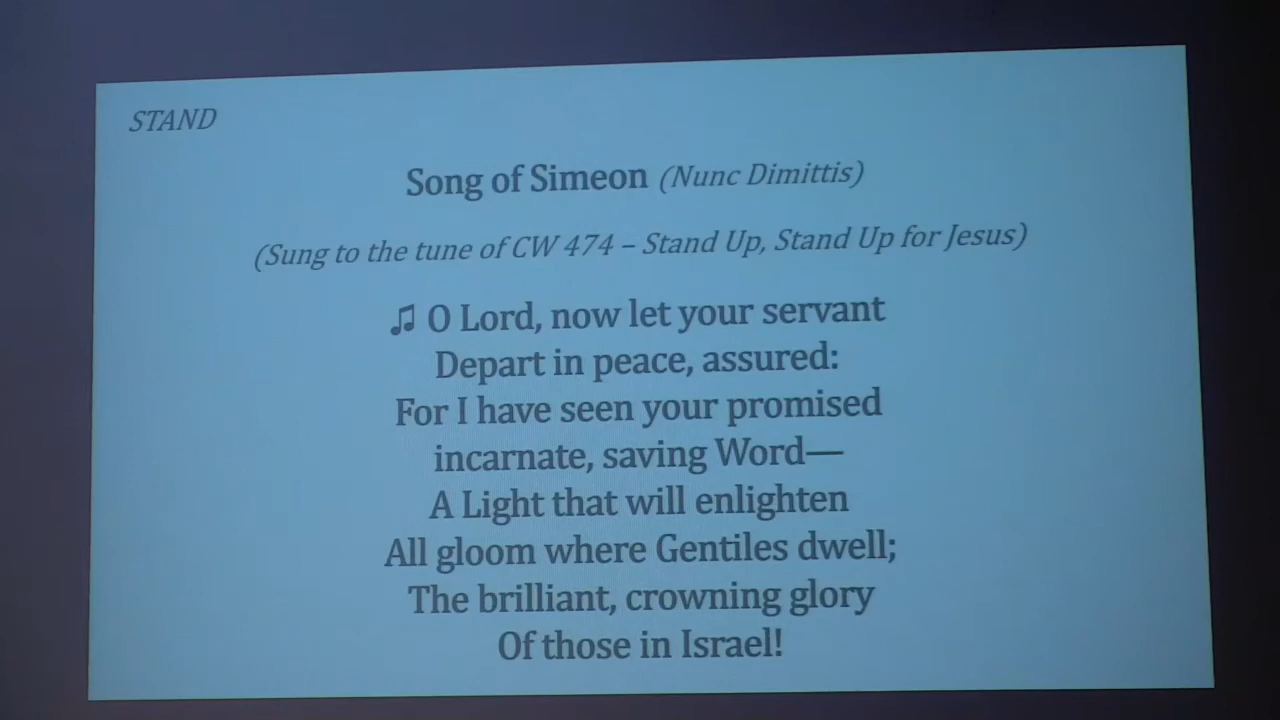 STAND
Song of Simeon (Nunc Dimittis)
(Sung to the tune of CW 474 – Stand Up, Stand Up for Jesus)
♫ O Lord, now let your servant
Depart in peace, assured:
For I have seen your promised
incarnate, saving Word—
A Light that will enlighten
All gloom where Gentiles dwell;
The brilliant, crowning glory
Of those in Israel!